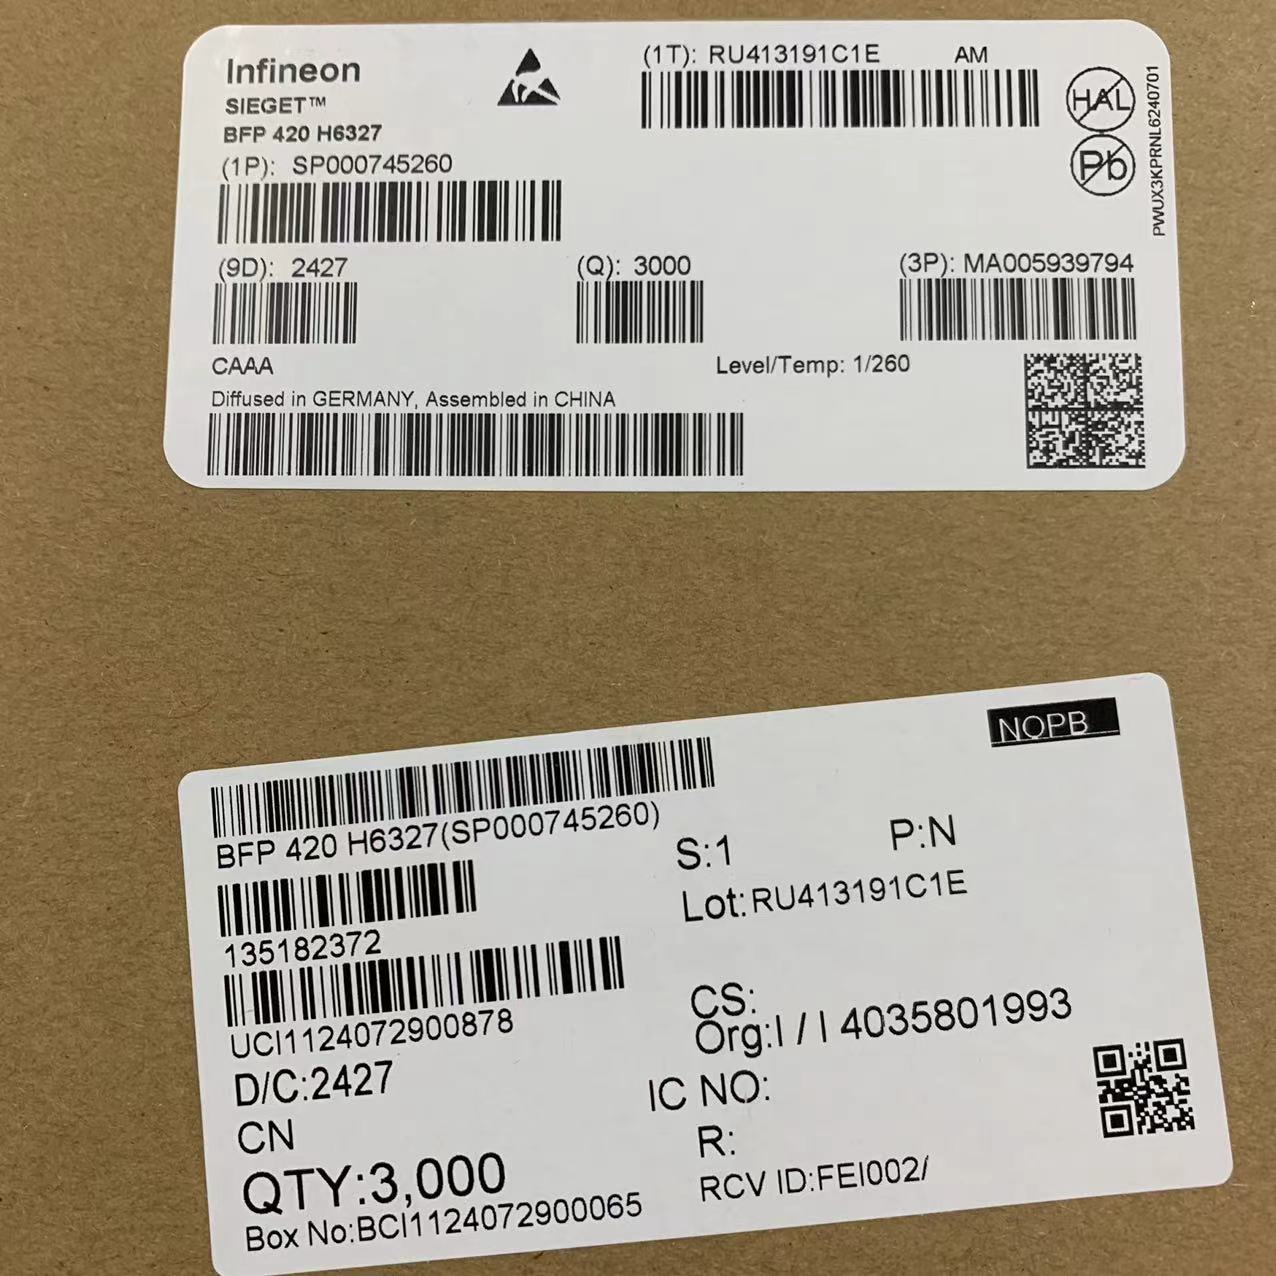 Infineon
SIEGET™
BFP 420 H6327
(1P): SP000745260
(1T): RU413191C1E AM
HAL
Pb
PWUX3KPRNL6240701
(9D): 2427
(Q): 3000
(3P): MA005939794
CAAA
Level/Temp: 1/260
Diffused in GERMANY, Assembled in CHINA
NOPB
BFP 420 H6327(SP000745260)
S:1 P:N
135182372
Lot:RU413191C1E
UCI1124072900878
CS:
D/C:2427
Org:I / I 4035801993
CN
IC NO:
QTY:3,000
R:
Box No:BCI1124072900065
RCV ID:FEI002/